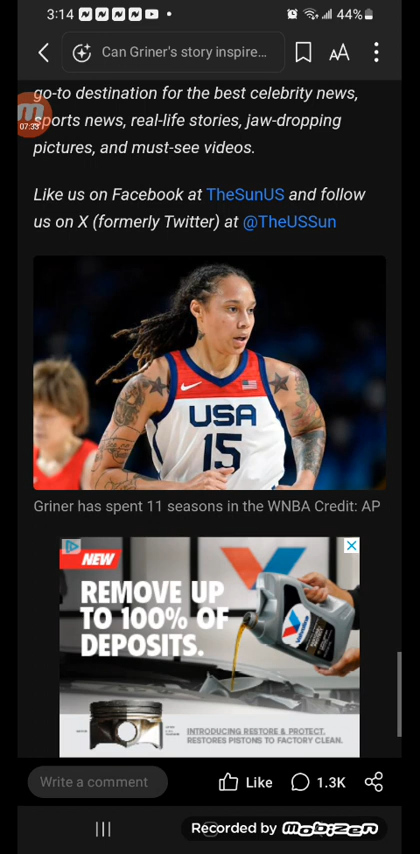 3:14
44%
Can Griner's story inspire...
AA
go-to destination for the best celebrity news,
07:33
sports news, real-life stories, jaw-dropping
pictures, and must-see videos.
Like us on Facebook at TheSunUS and follow
us on X (formerly Twitter) at @TheUSSun
USA
15
Griner has spent 11 seasons in the WNBA Credit: AP
NEW
REMOVE UP
TO 100% OF
DEPOSITS.
Valvoline
INTRODUCING RESTORE & PROTECT.
RESTORES PISTONS TO FACTORY CLEAN.
Write a comment
Like
1.3K
Recorded by mobizen